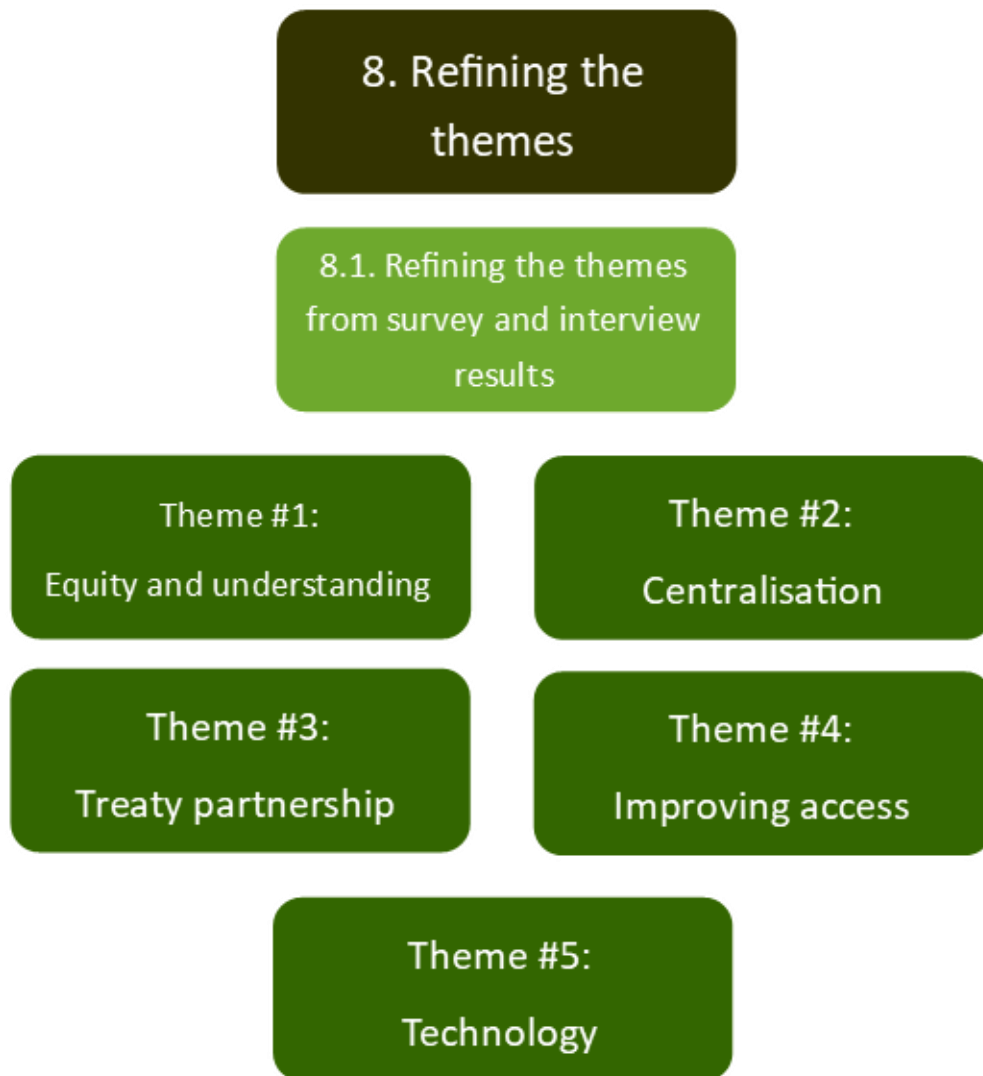 8. Refining the
themes
8.1. Refining the themes
from survey and interview
results
Theme #1:
Equity and understanding
Theme #2:
Centralisation
Theme #3:
Treaty partnership
Theme #4:
Improving access
Theme #5:
Technology